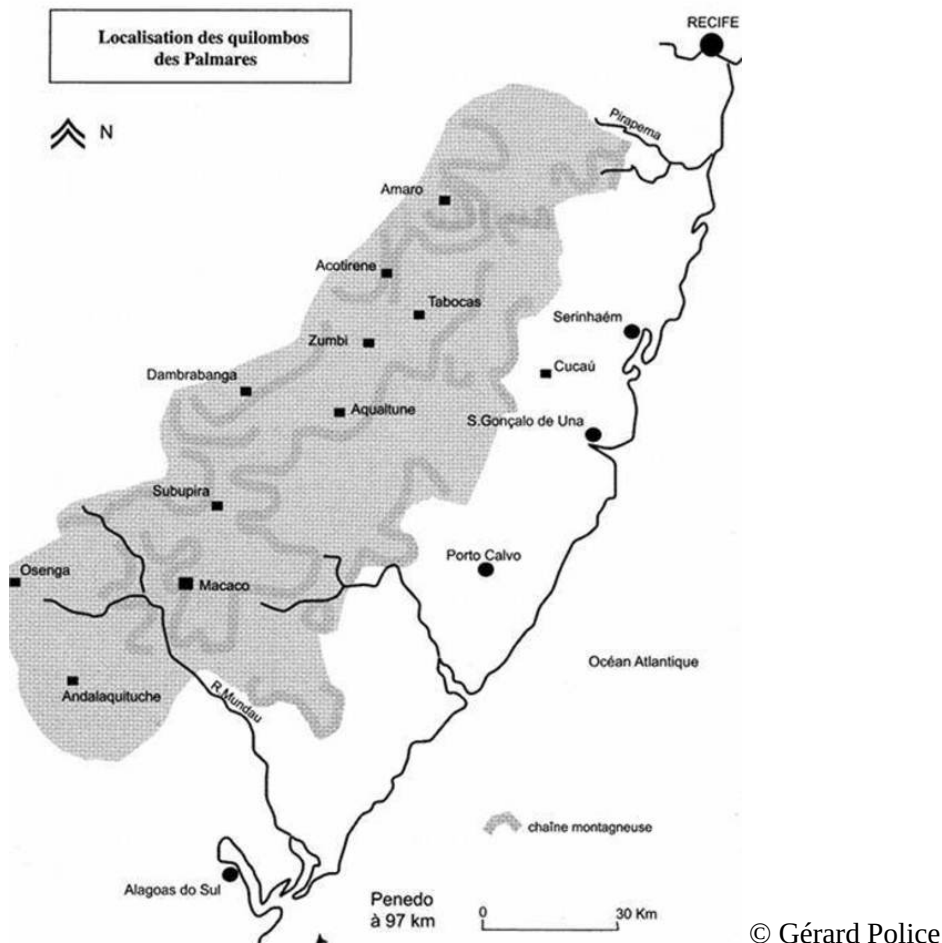 Localisation des quilombos
des Palmares
RECIFE
N
Pirapema
Amaro
Acotirene
Tabocas
Serinhaém
Zumbi
Cucaú
Dambrabanga
Aqualtune
S.Gonçalo de Una
Subupira
Porto Calvo
Osenga
Macaco
Océan Atlantique
Andalaquituche
R.Mundau
chaîne montagneuse
Alagoas do Sul
Penedo
à 97 km
0 30 Km
© Gérard Police